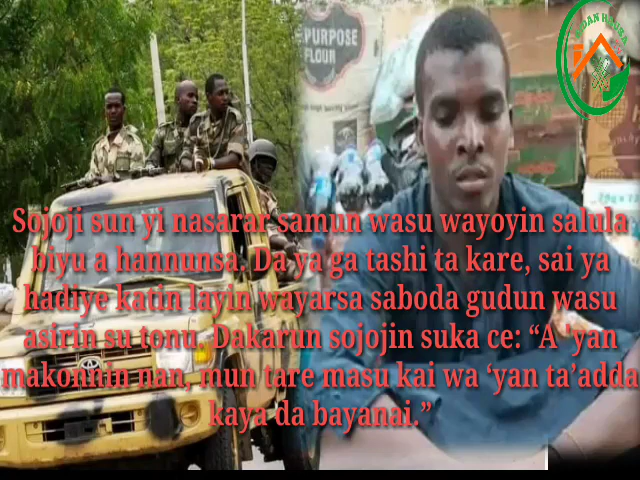 PURPOSE
FLOUR
GIDAN HAUSA
Sojoji sun yi nasarar samun wasu wayoyin salula
biyu a hannunsa. Da ya ga tashi ta kare, sai ya
hadiye katin layin wayarsa saboda gudun wasu
asirin su tonu. Dakarun sojojin suka ce: “A 'yan
makonnin nan, mun tare masu kai wa ‘yan ta’adda
kaya da bayanai.”